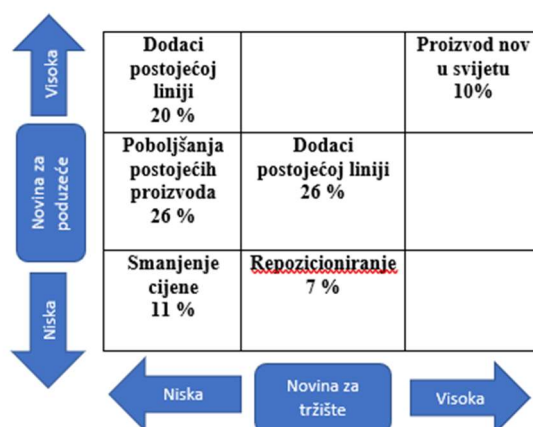 Visoka
Novina za
poduzeće
Niska
Dodaci
postojećoj
liniji
20 %
Proizvod nov
u svijetu
10%
Poboljšanja
postojećih
proizvoda
26 %
Dodaci
postojećoj liniji
26 %
Smanjenje
cijene
11 %
Repozicioniranje
7 %
Niska
Novina za
tržište
Visoka